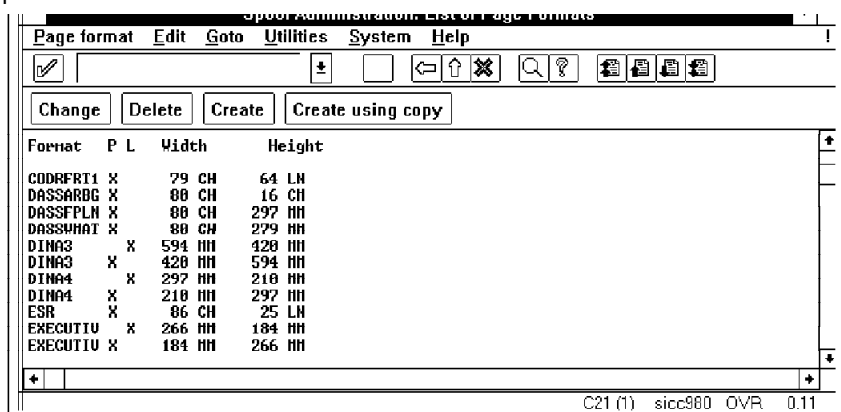 Spool Administration: List of Page Formats
Page format Edit Goto Utilities System Help !
Change Delete Create Create using copy
Format P L Width Height
CODRFRT1 X 79 CH 64 LN
DASSARBG X 80 CH 16 CH
DASSFPLN X 80 CH 297 MM
DASSWMAT X 80 CH 279 MM
DINA3 X 594 MM 420 MM
DINA3 X 420 MM 594 MM
DINA4 X 297 MM 210 MM
DINA4 X 210 MM 297 MM
ESR X 86 CH 25 LN
EXECUTIV X 266 MM 184 MM
EXECUTIV X 184 MM 266 MM
C21 (1) sicc980 OVR 0.11